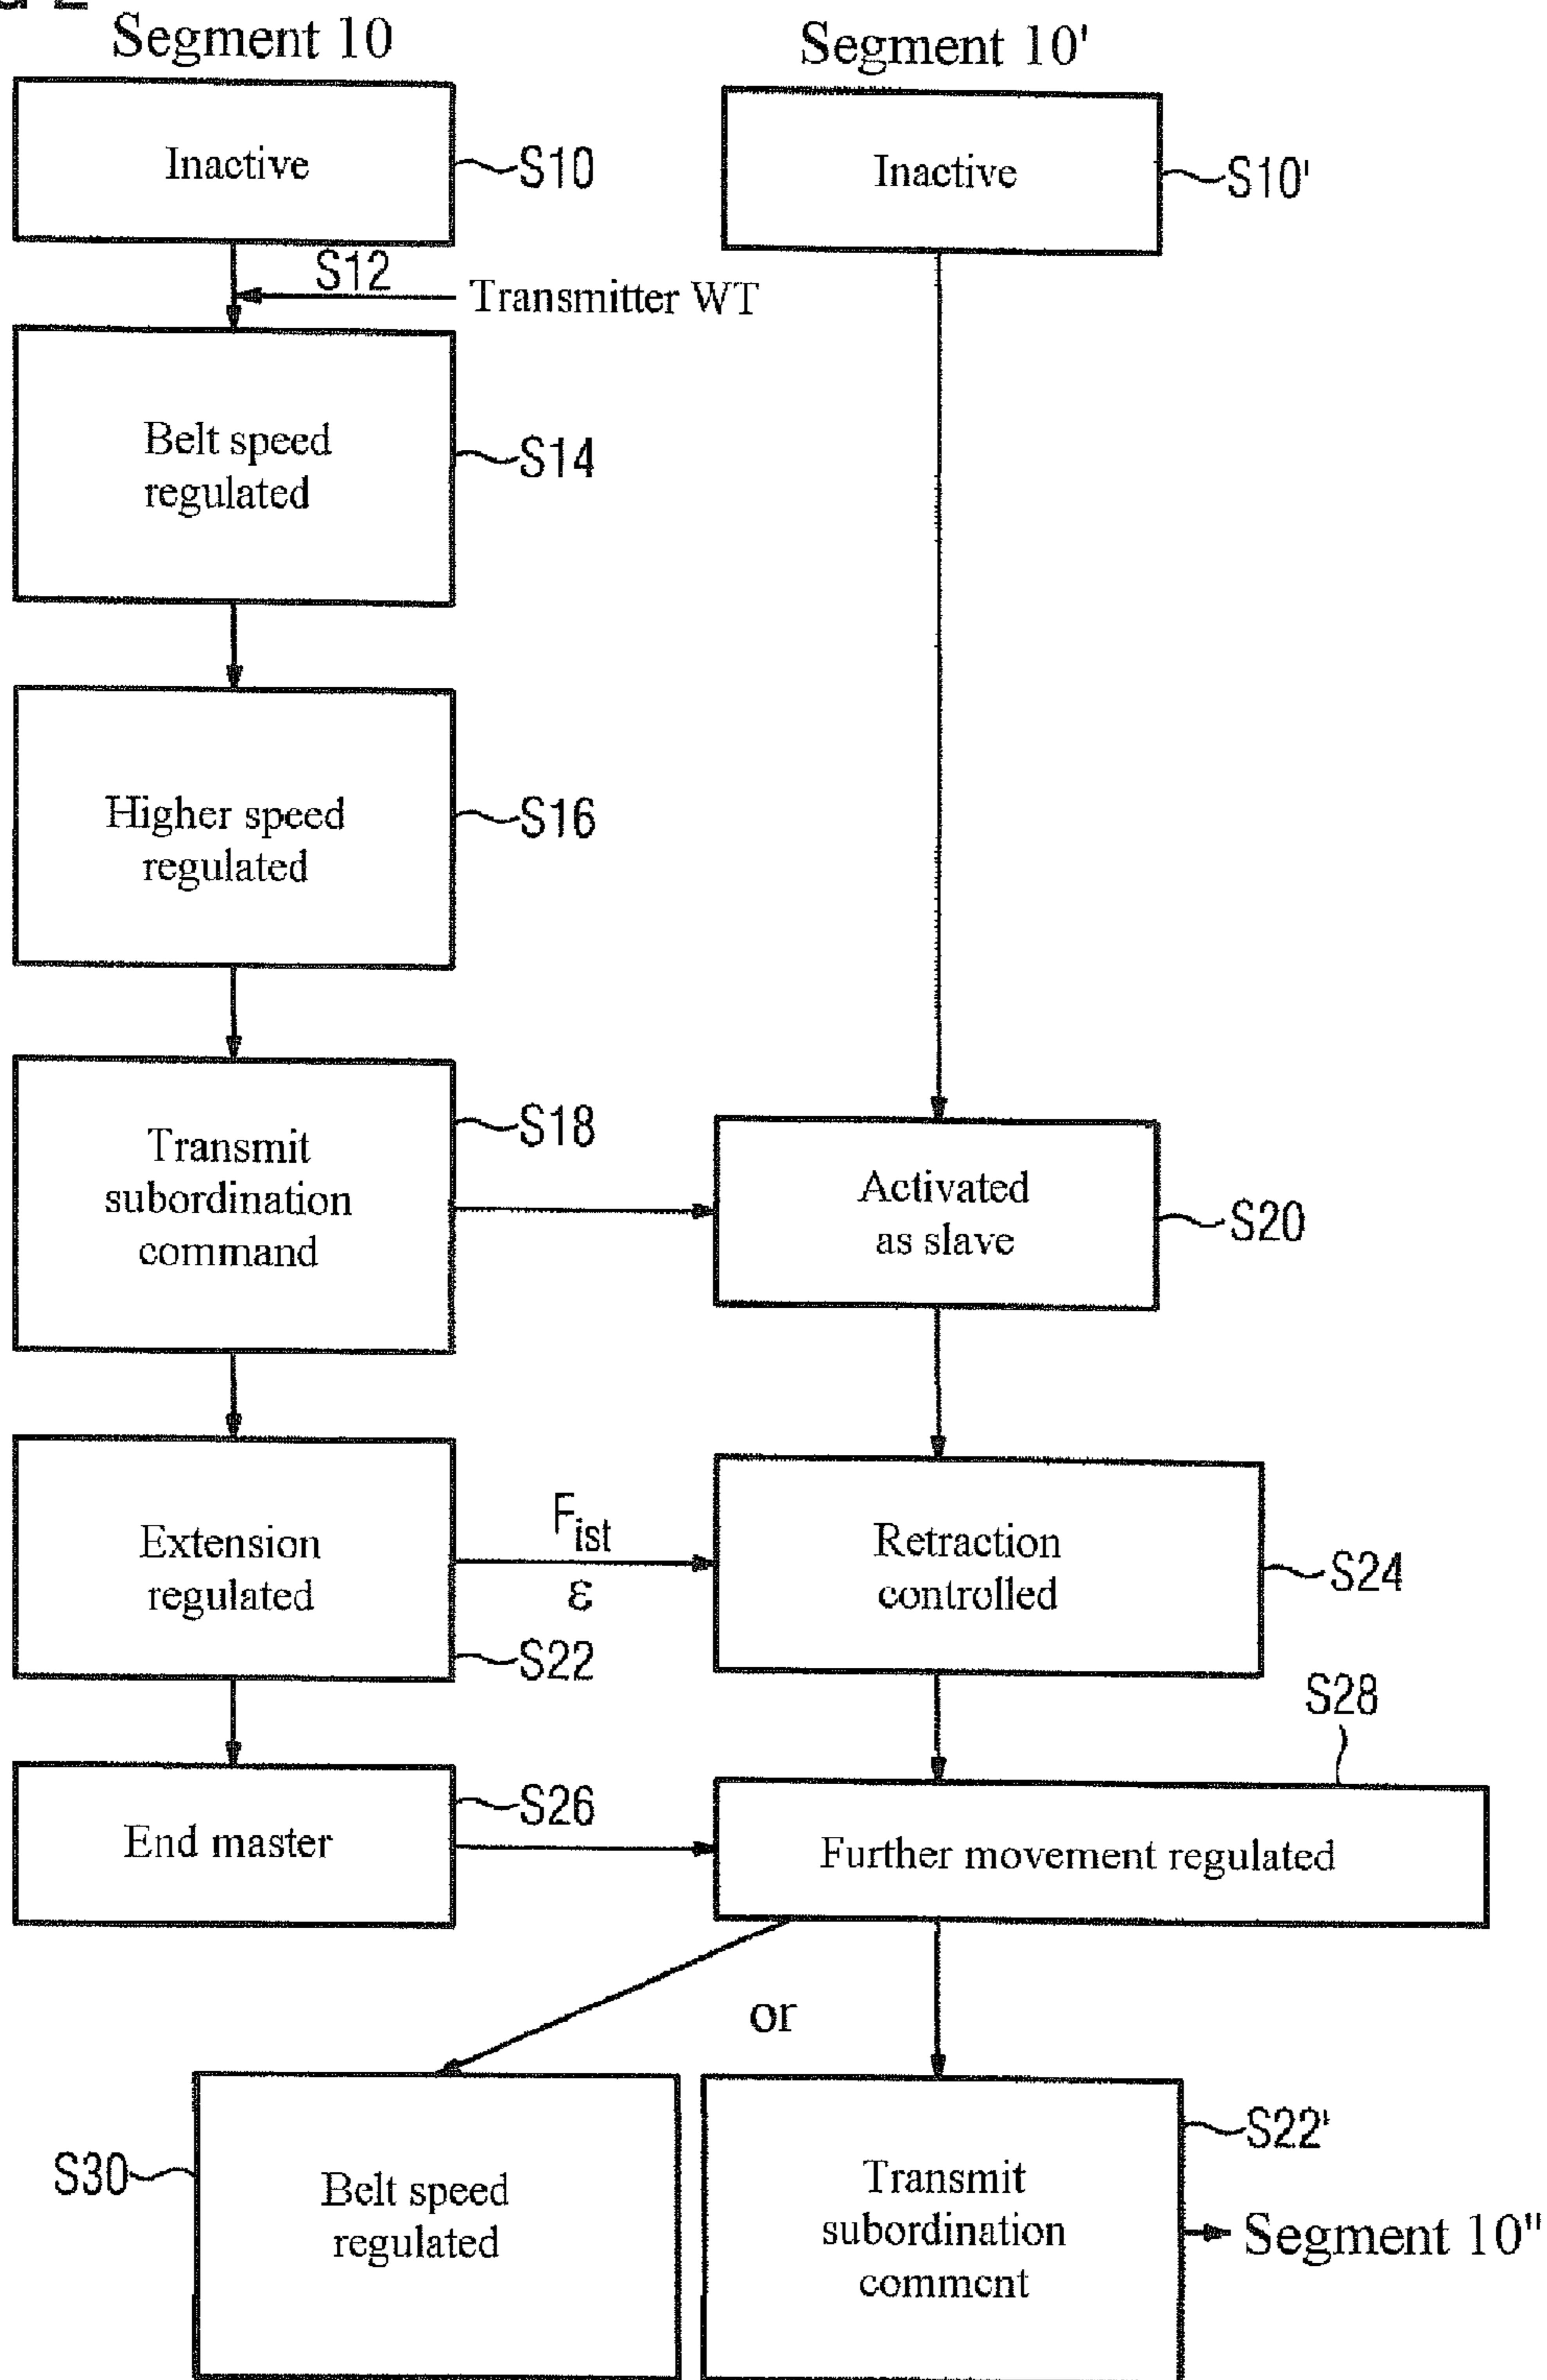 Segment 10
Segment 10'
Inactive
S10
Inactive
S10'
S12
Transmitter WT
Belt speed
regulated
S14
Higher speed
regulated
S16
Transmit
subordination
command
S18
Activated
as slave
S20
Extension
regulated
S22
F_ist
ε
Retraction
controlled
S24
End master
S26
S28
Further movement regulated
or
S30
Belt speed
regulated
Transmit
subordination
comment
S22'
Segment 10"